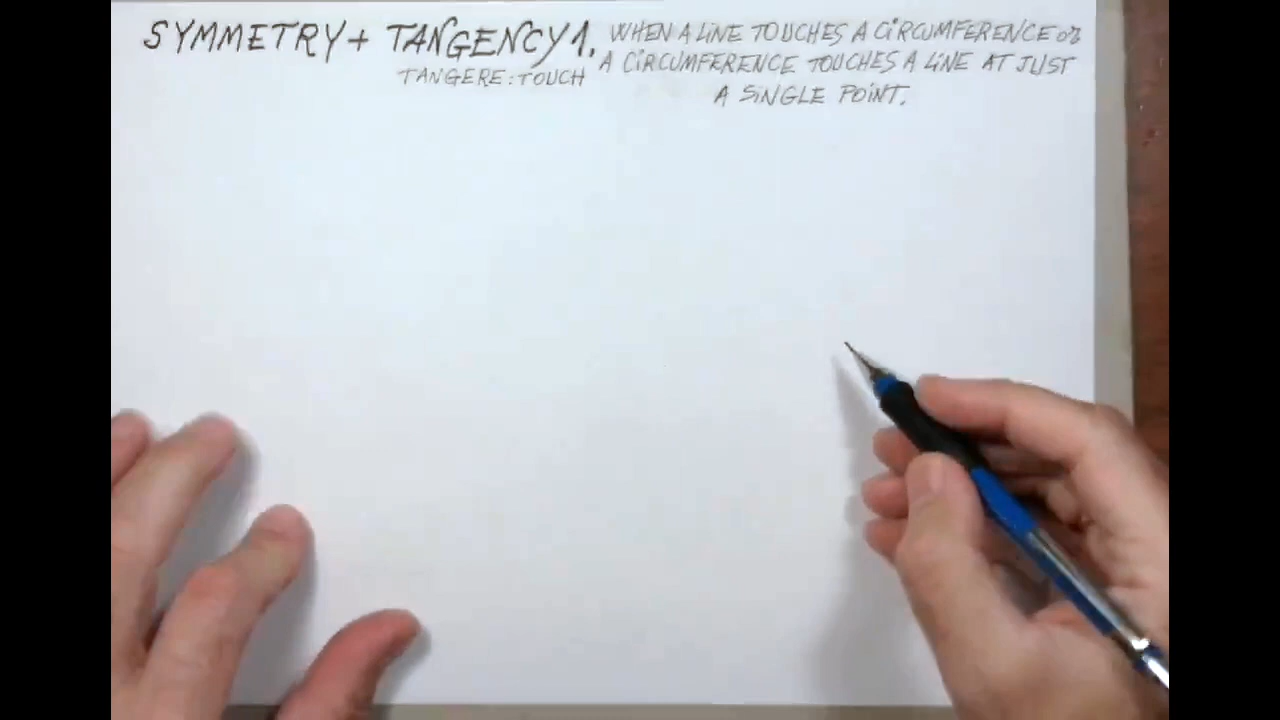 SYMMETRY + TANGENCY 1. WHEN A LINE TOUCHES A CIRCUMFERENCE OR
TANGERE: TOUCH A CIRCUMFERENCE TOUCHES A LINE AT JUST
A SINGLE POINT.